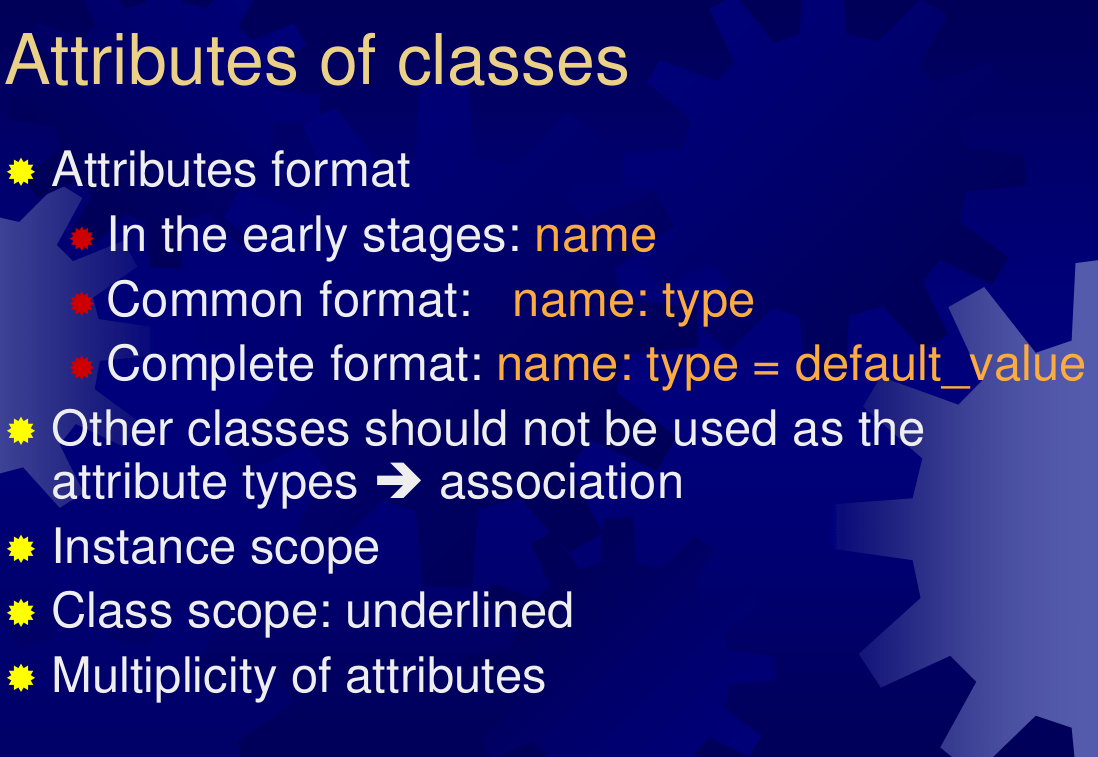 Attributes of classes
Attributes format
In the early stages: name
Common format: name: type
Complete format: name: type = default_value
Other classes should not be used as the
attribute types ➔ association
Instance scope
Class scope: underlined
Multiplicity of attributes